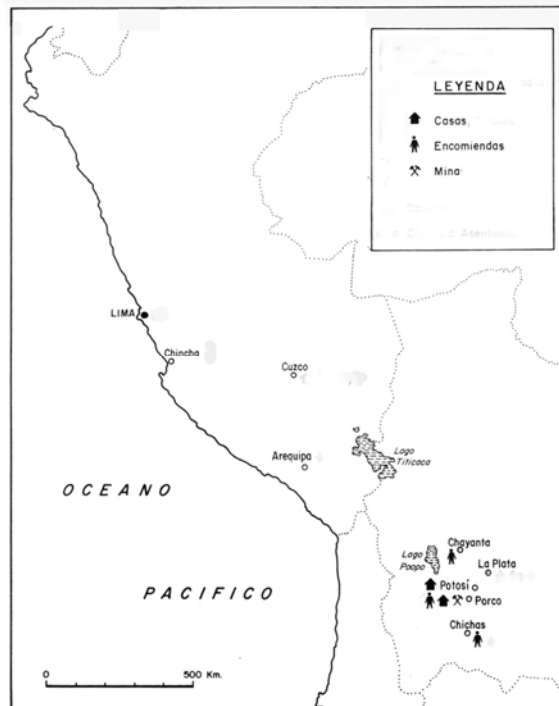 LEYENDA
Casas,
Encomiendas
Mina
LIMA
Chincha
Cuzco
Arequipa
Lago
Titicaca
OCEANO
PACIFICO
Lago
Poopo
Chayanta
La Plata
Potosí
Porco
Chichas
0 500 Km.